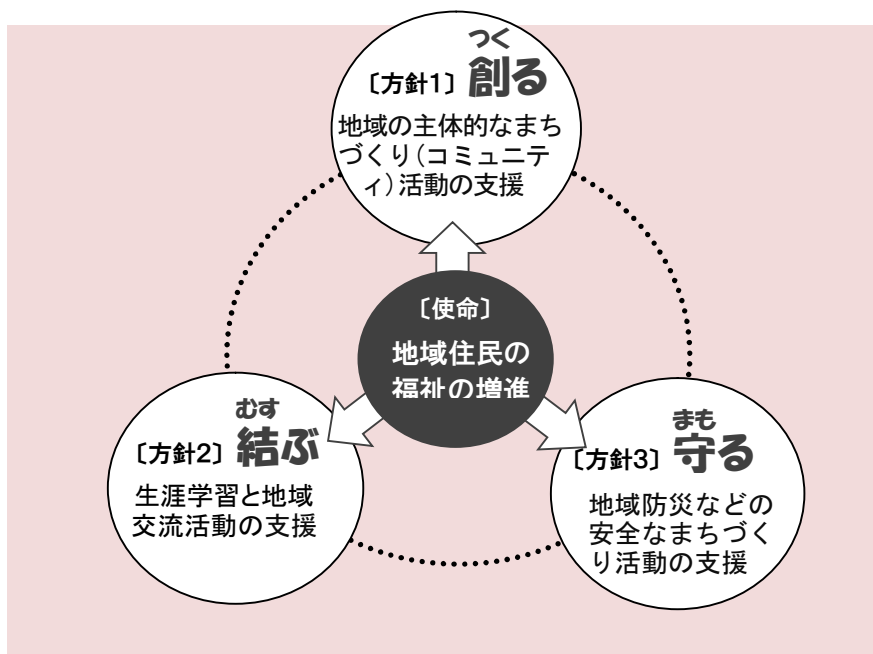 つく
〔方針1〕 創る
地域の主体的なまち
づくり（コミュニテ
ィ）活動の支援
〔使命〕
地域住民の
福祉の増進
むす
〔方針2〕 結ぶ
生涯学習と地域
交流活動の支援
まも
〔方針3〕 守る
地域防災などの
安全なまちづく
り活動の支援